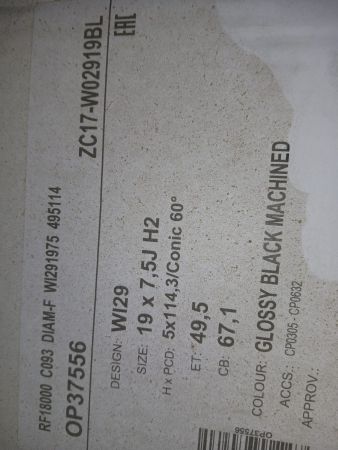 RF18000 C093 DIAM-F WI291975 495114
OP37556 ZC17-W02919BL
EAC
DESIGN: WI29
SIZE: 19 x 7,5J H2
H x PCD: 5x114,3/Conic 60°
ET: 49,5
CB: 67,1
COLOUR: GLOSSY BLACK MACHINED
ACCS.: CP0305 - CP0632
APPROV.:
OP37556